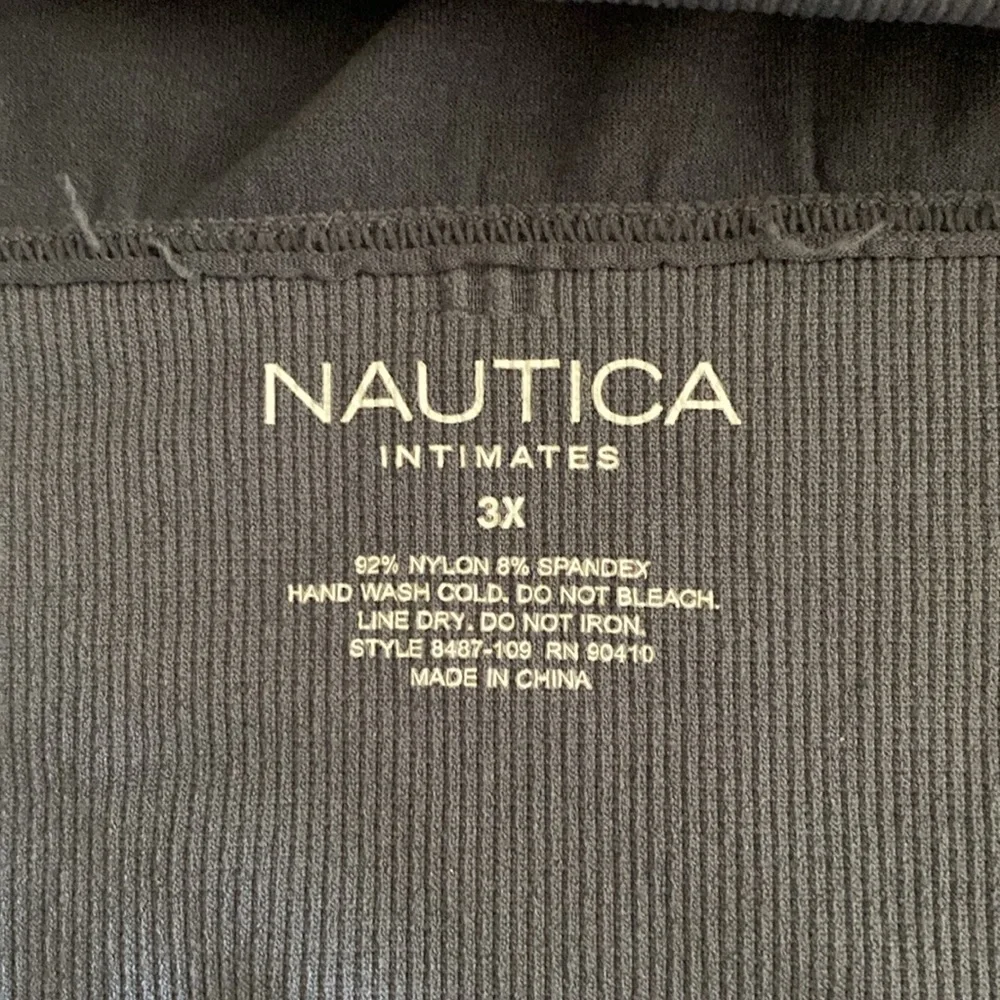 NAUTICA
INTIMATES
3X
92% NYLON 8% SPANDEX
HAND WASH COLD. DO NOT BLEACH.
LINE DRY. DO NOT IRON.
STYLE 8487-109 RN 90410
MADE IN CHINA